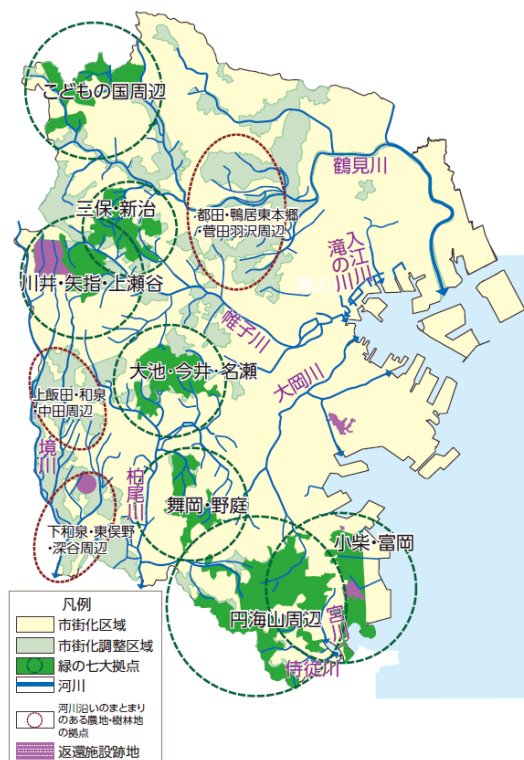 こどもの国周辺
鶴見川
三保・新治
都田・鴨居東本郷
・菅田羽沢周辺
入江川
滝の川
川井・矢指・上瀬谷
帷子川
大池・今井・名瀬
大岡川
上飯田・和泉
・中田周辺
境川
柏尾川
舞岡・野庭
下和泉・東俣野
・深谷周辺
小柴・富岡
円海山周辺
宮川
侍従川
凡例
市街化区域
市街化調整区域
緑の七大拠点
河川
河川沿いのまとまり
のある農地・樹林地
の拠点
返還施設跡地